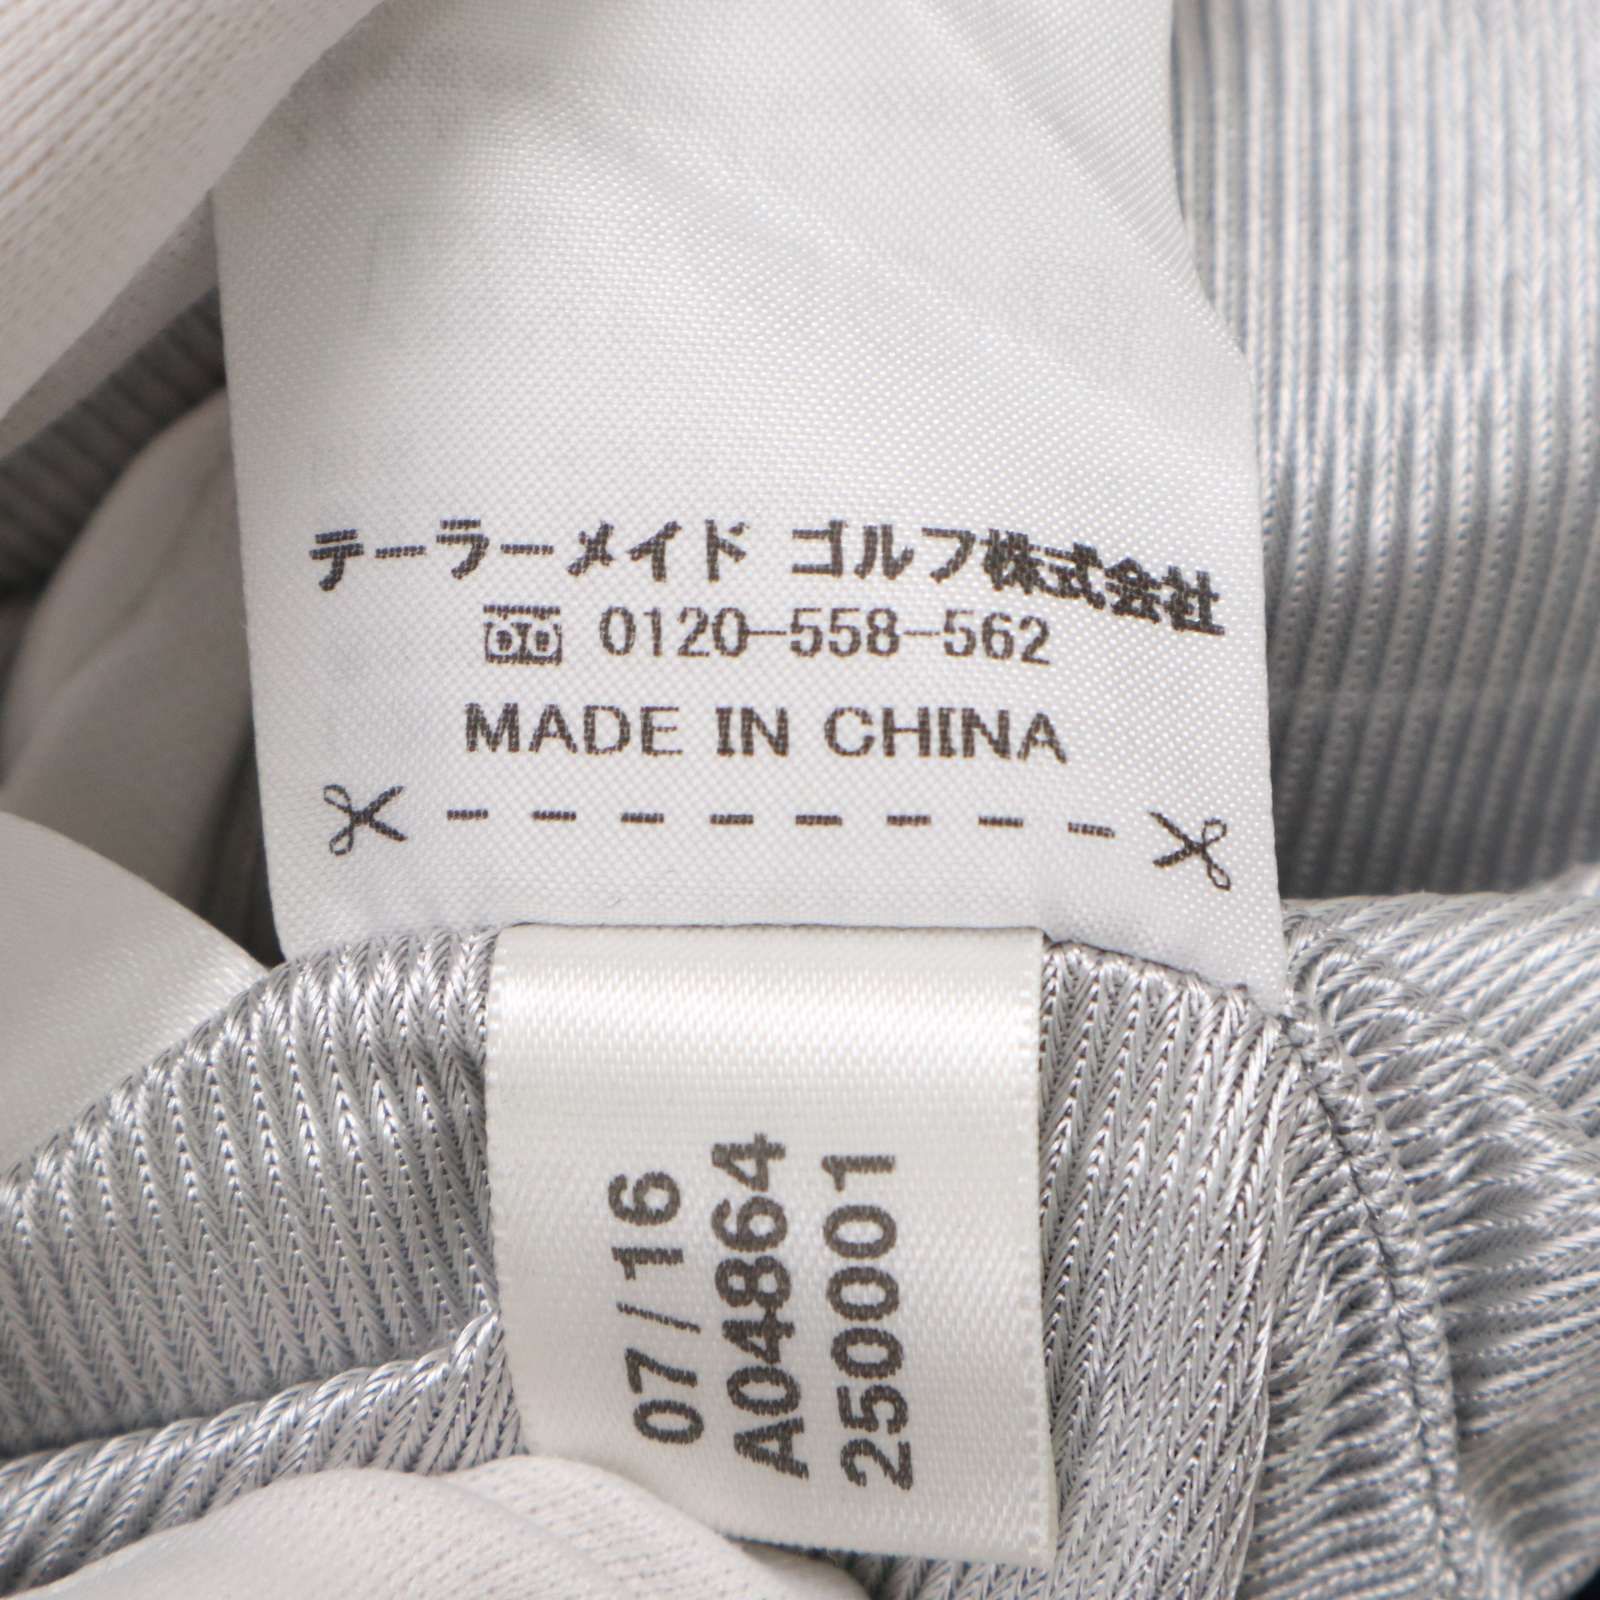 テーラーメイド ゴルフ株式会社
0120-558-562
MADE IN CHINA
07/16
A04864
250001